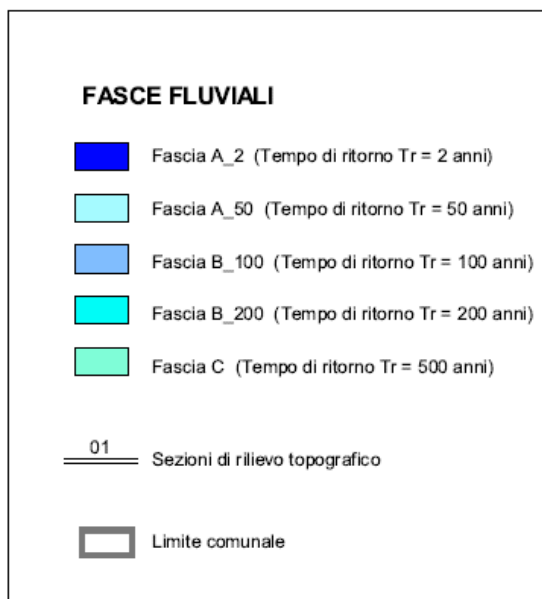 FASCE FLUVIALI
Fascia A_2 (Tempo di ritorno Tr = 2 anni)
Fascia A_50 (Tempo di ritorno Tr = 50 anni)
Fascia B_100 (Tempo di ritorno Tr = 100 anni)
Fascia B_200 (Tempo di ritorno Tr = 200 anni)
Fascia C (Tempo di ritorno Tr = 500 anni)
01 Sezioni di rilievo topografico
Limite comunale